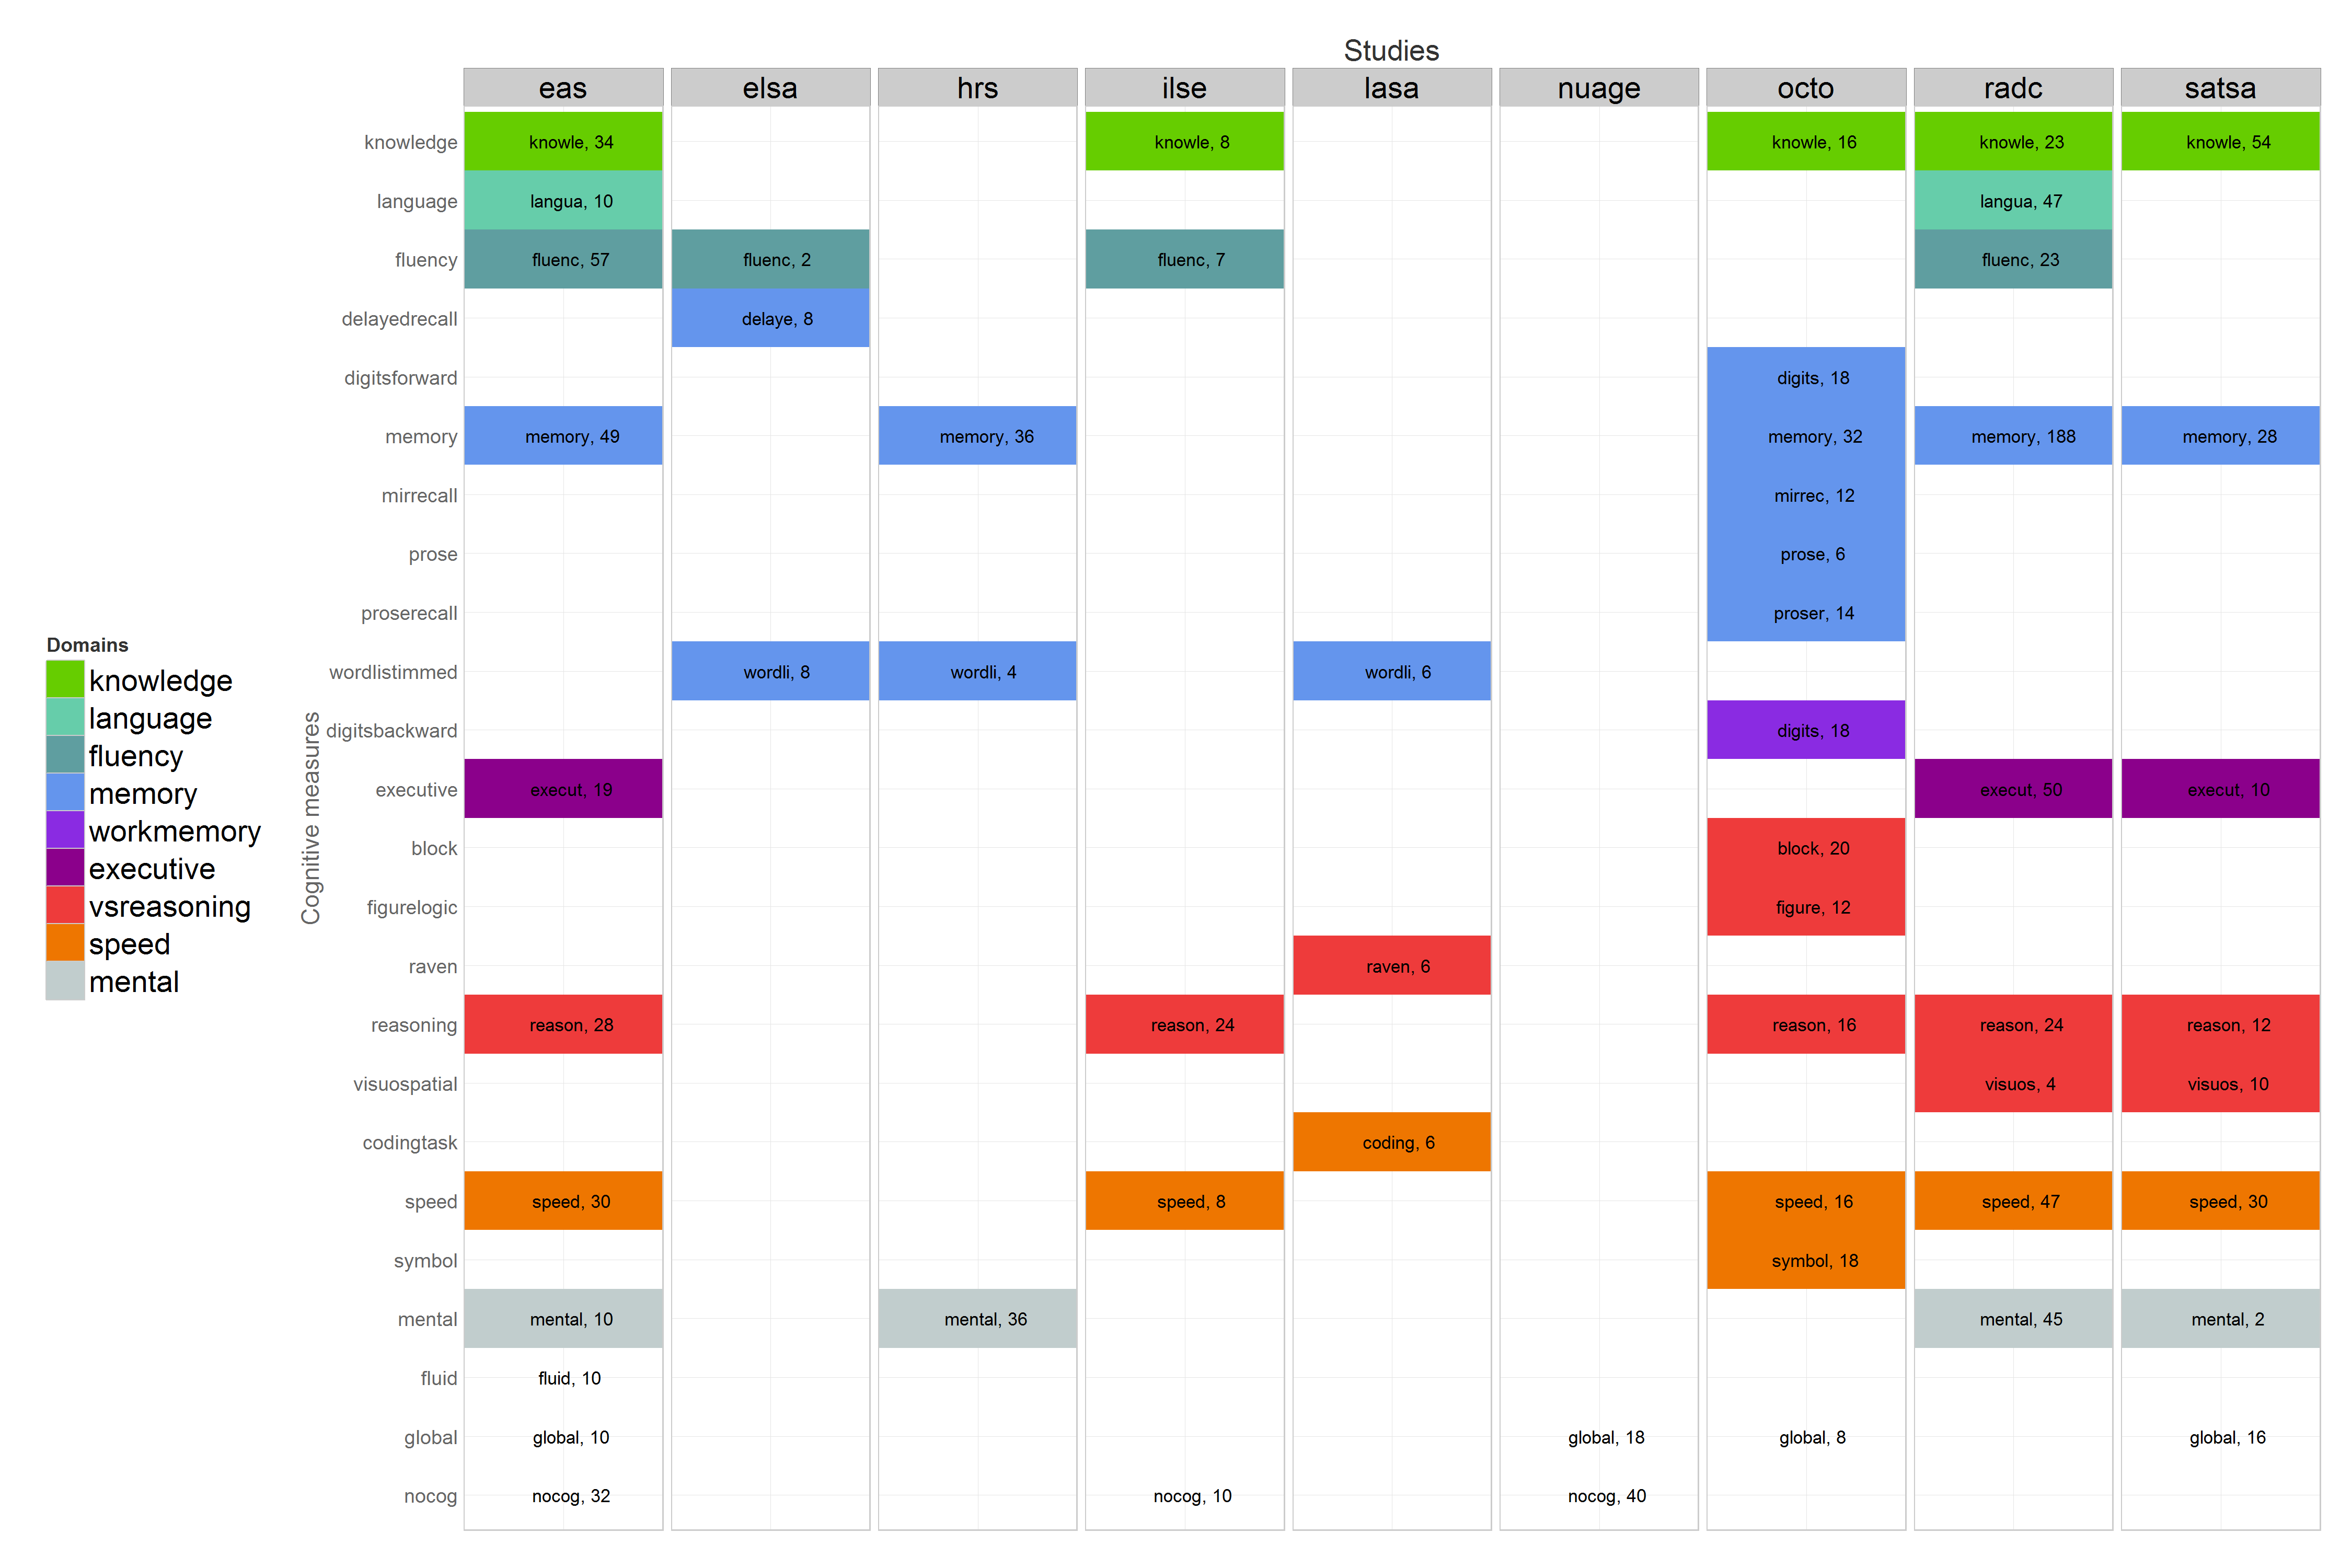 Studies
eas elsa hrs ilse lasa nuage octo radc satsa
knowledge knowle, 34 knowle, 8 knowle, 16 knowle, 23 knowle, 54
language langua, 10 langua, 47
fluency fluenc, 57 fluenc, 2 fluenc, 7 fluenc, 23
delayedrecall delaye, 8
digitsforward digits, 18
memory memory, 49 memory, 36 memory, 32 memory, 188 memory, 28
mirrecall mirrec, 12
prose prose, 6
proserecall proser, 14
wordlistimmed wordli, 8 wordli, 4 wordli, 6
digitsbackward digits, 18
executive execut, 19 execut, 50 execut, 10
block block, 20
figurelogic figure, 12
raven raven, 6
reasoning reason, 28 reason, 24 reason, 16 reason, 24 reason, 12
visuospatial visuos, 4 visuos, 10
codingtask coding, 6
speed speed, 30 speed, 8 speed, 16 speed, 47 speed, 30
symbol symbol, 18
mental mental, 10 mental, 36 mental, 45 mental, 2
fluid fluid, 10
global global, 10 global, 18 global, 8 global, 16
nocog nocog, 32 nocog, 10 nocog, 40
Cognitive measures
Domains
knowledge
language
fluency
memory
workmemory
executive
vsreasoning
speed
mental